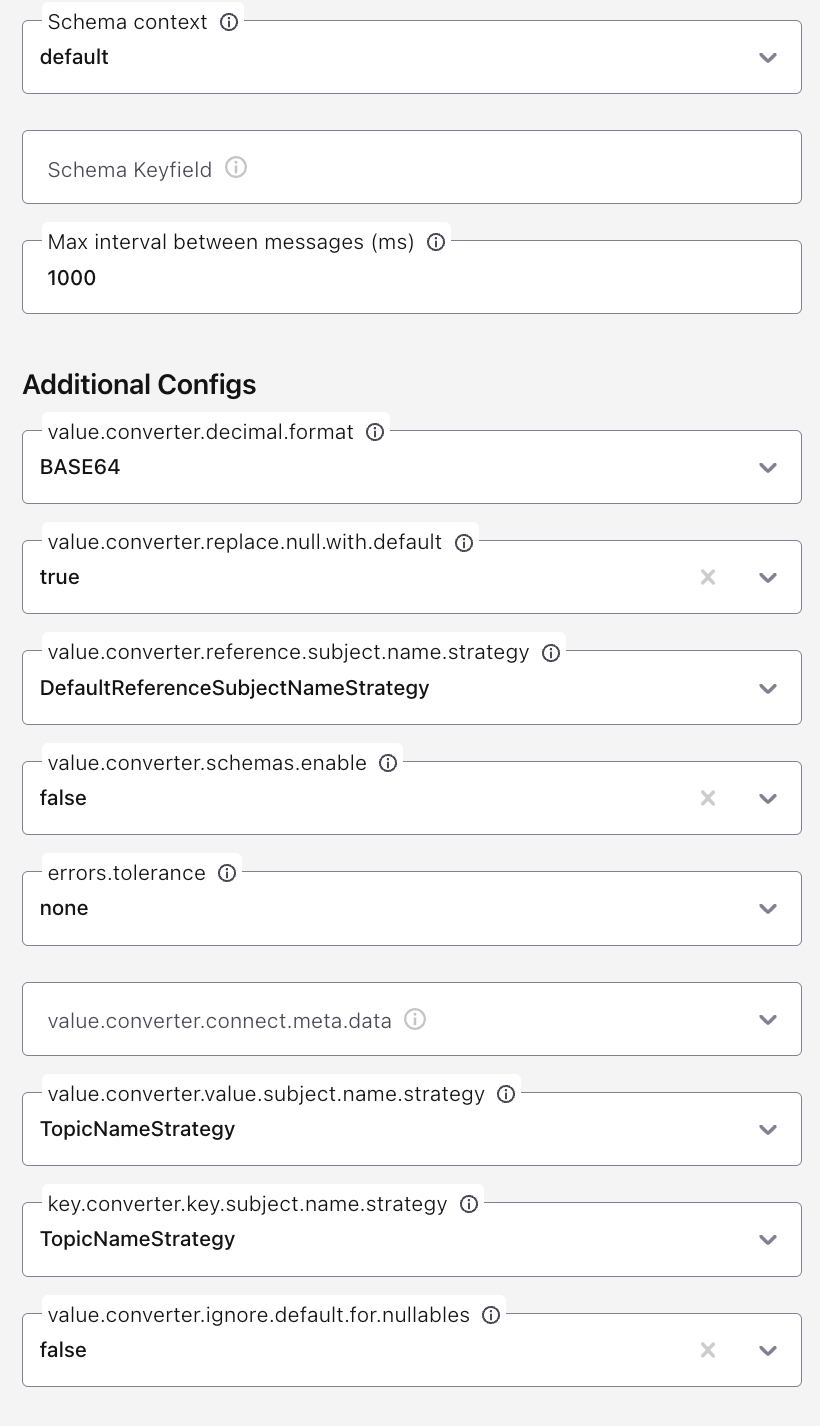 Schema context
default
Schema Keyfield
Max interval between messages (ms)
1000
Additional Configs
value.converter.decimal.format
BASE64
value.converter.replace.null.with.default
true
value.converter.reference.subject.name.strategy
DefaultReferenceSubjectNameStrategy
value.converter.schemas.enable
false
errors.tolerance
none
value.converter.connect.meta.data
value.converter.value.subject.name.strategy
TopicNameStrategy
key.converter.key.subject.name.strategy
TopicNameStrategy
value.converter.ignore.default.for.nullables
false